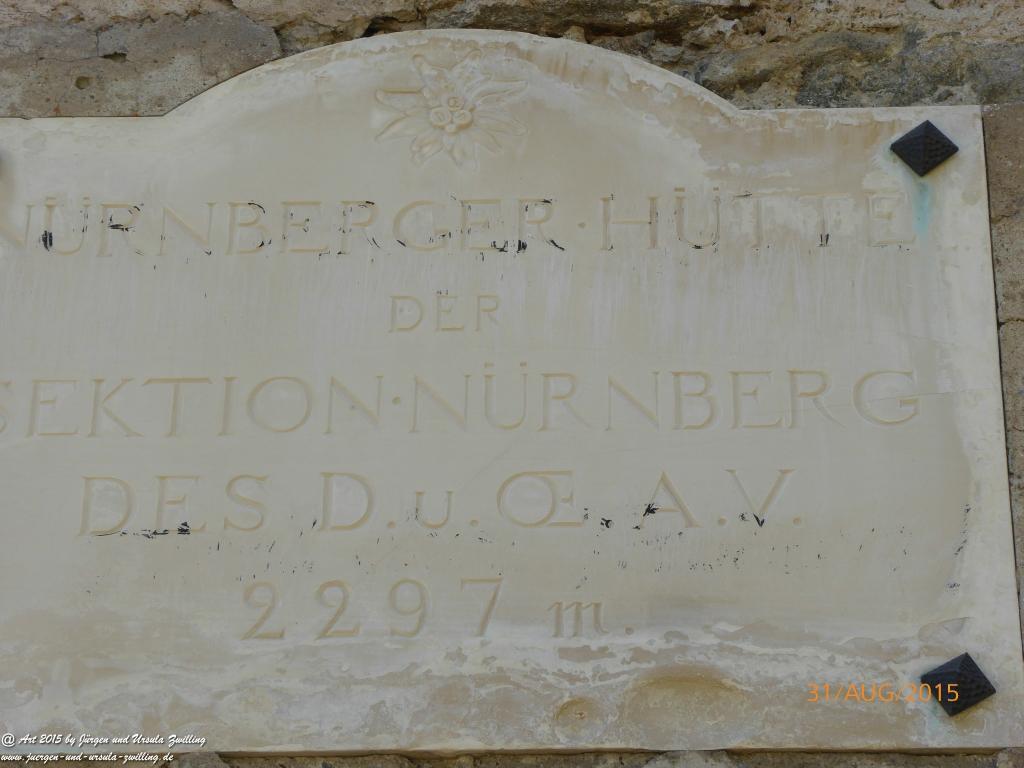 NÜRNBERGER·HÜTTE
DER
SEKTION·NÜRNBERG
DES D.u.Œ.A.V.
2297 m.
31/AUG/2015
@ Art 2015 by Jürgen und Ursula Zwilling
www.juergen-und-ursula-zwilling.de